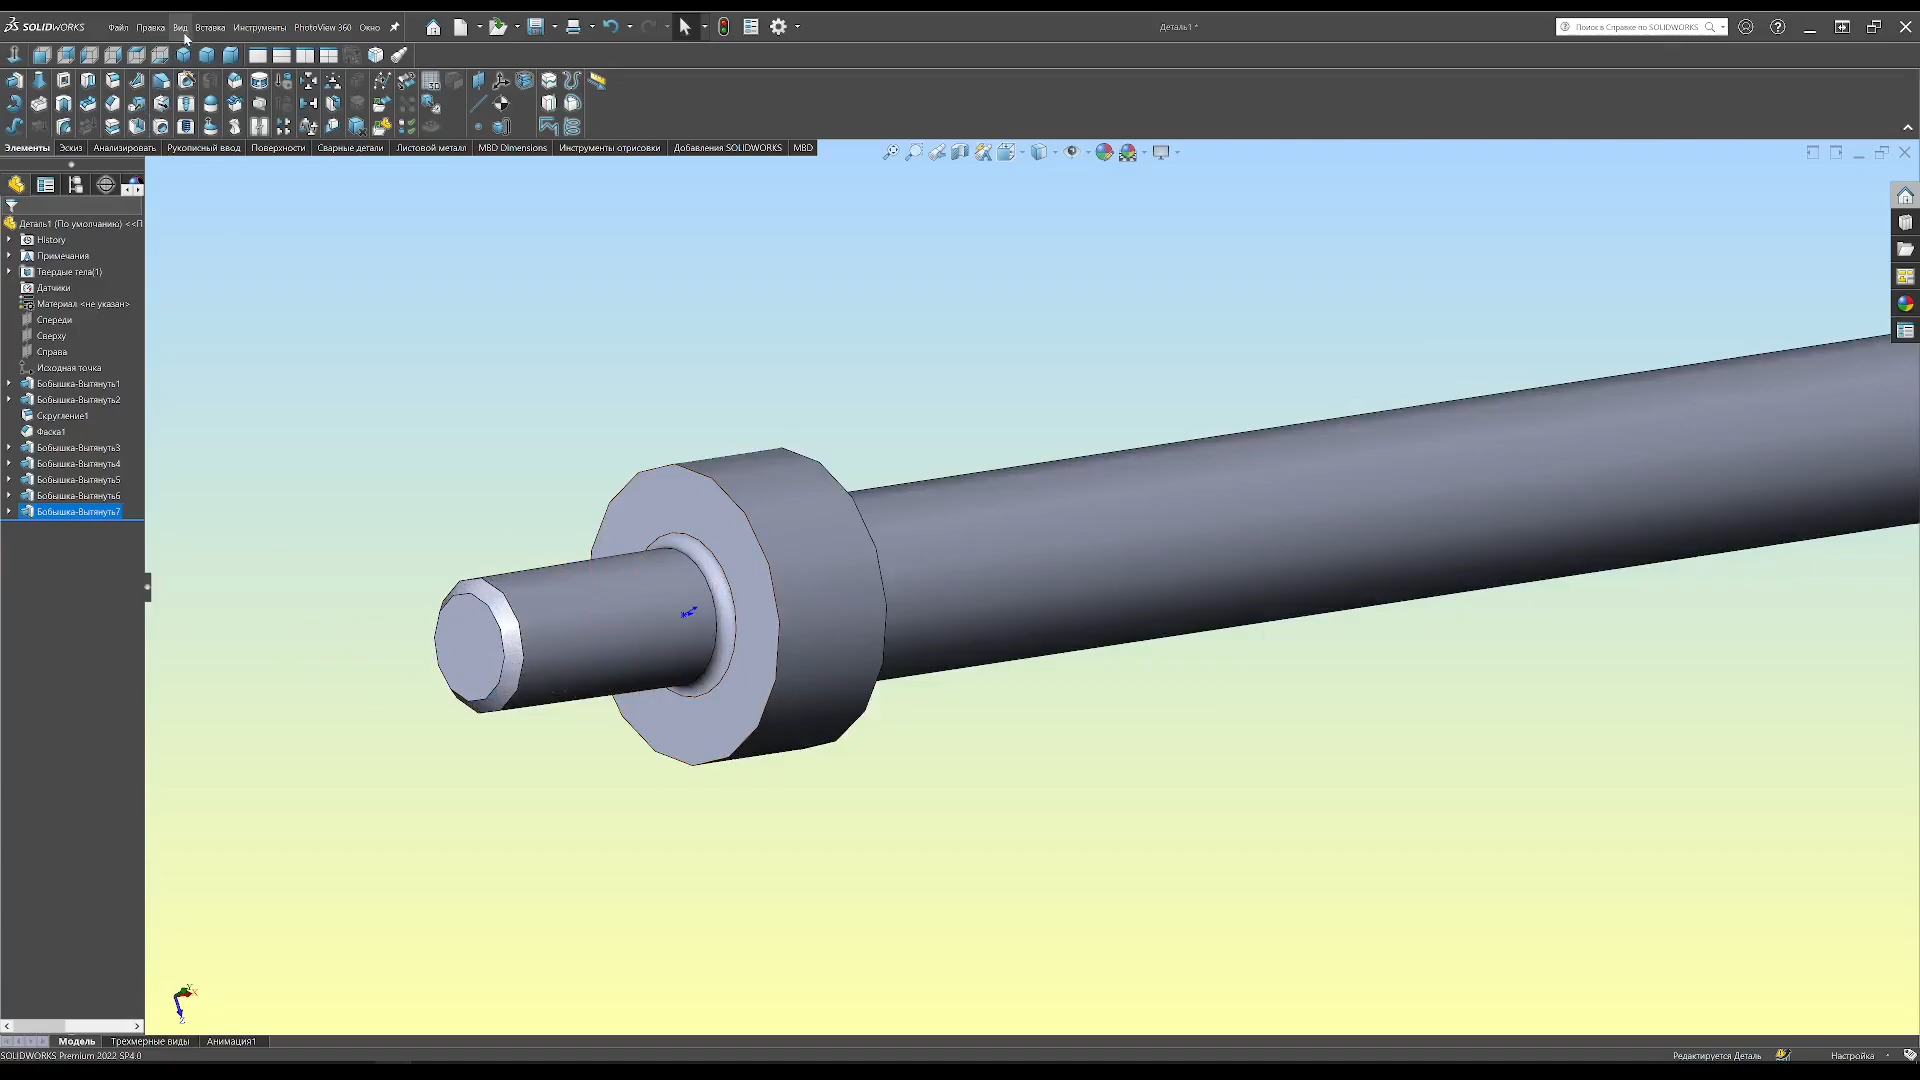 SOLIDWORKS Файл Правка Вид Вставка Инструменты PhotoView 360 Окно
Деталь1 *
Поиск в Справке по SOLIDWORKS
Элементы Эскиз Анализировать Рукописный ввод Поверхности Сварные детали Листовой металл MBD Dimensions Инструменты отрисовки Добавления SOLIDWORKS MBD
Деталь1 (По умолчанию) <<П
History
Примечания
Твердые тела(1)
Датчики
Материал <не указан>
Спереди
Сверху
Справа
Исходная точка
Бобышка-Вытянуть1
Бобышка-Вытянуть2
Скругление1
Фаска1
Бобышка-Вытянуть3
Бобышка-Вытянуть4
Бобышка-Вытянуть5
Бобышка-Вытянуть6
Бобышка-Вытянуть7
Y
X
Z
Модель Трехмерные виды Анимация1
SOLIDWORKS Premium 2022 SP4.0
Редактируется Деталь
Настройка